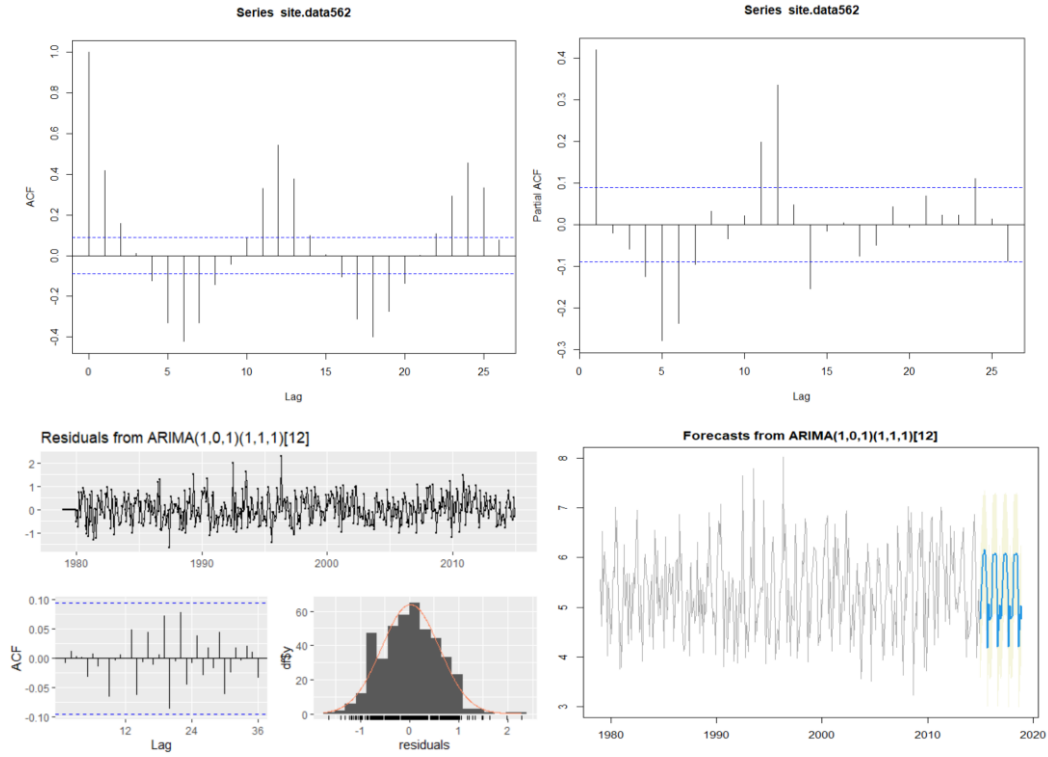 Series site.data562
ACF
1.0
0.8
0.6
0.4
0.2
0.0
-0.2
-0.4
0 5 10 15 20 25
Lag
Series site.data562
Partial ACF
0.4
0.3
0.2
0.1
0.0
-0.1
-0.2
-0.3
0 5 10 15 20 25
Lag
Residuals from ARIMA(1,0,1)(1,1,1)[12]
2
1
0
-1
1980 1990 2000 2010
ACF
0.10
0.05
0.00
-0.05
-0.10
12 24 36
Lag
df$y
60
40
20
0
-1 0 1 2
residuals
Forecasts from ARIMA(1,0,1)(1,1,1)[12]
8
7
6
5
4
3
1980 1990 2000 2010 2020